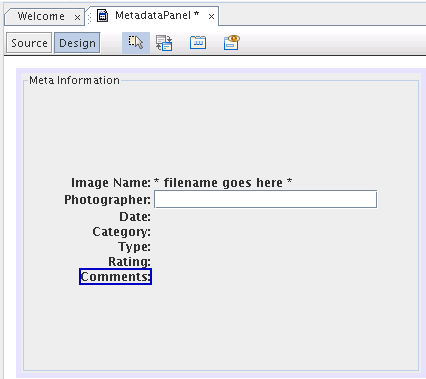 Welcome x MetadataPanel * x
Source Design
Meta Information
Image Name: * filename goes here *
Photographer:
Date:
Category:
Type:
Rating:
Comments: